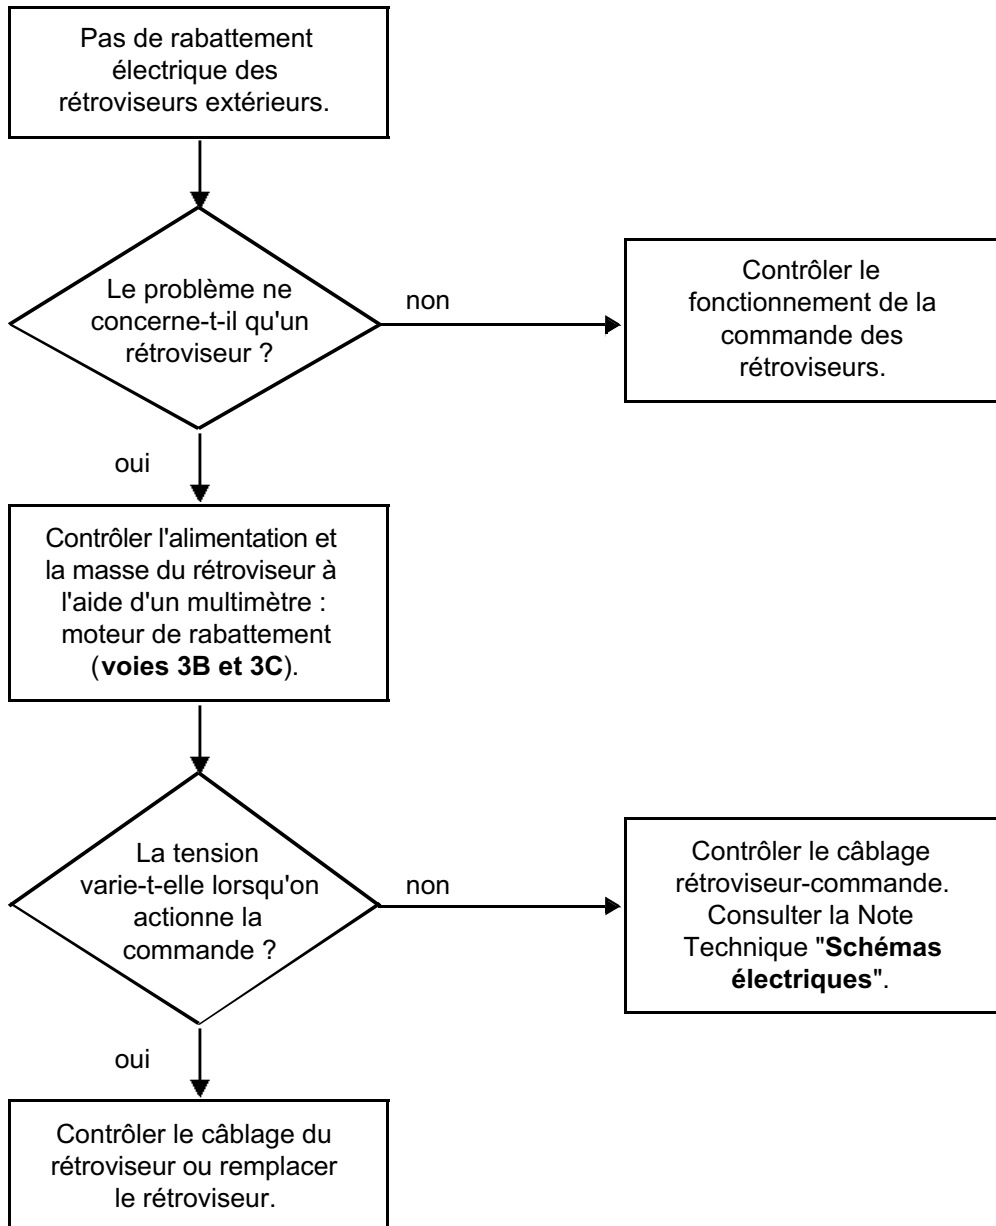 Pas de rabattement
électrique des
rétroviseurs extérieurs.
Le problème ne
concerne-t-il qu'un
rétroviseur ?
non
Contrôler le
fonctionnement de la
commande des
rétroviseurs.
oui
Contrôler l'alimentation et
la masse du rétroviseur à
l'aide d'un multimètre :
moteur de rabattement
(voies 3B et 3C).
La tension
varie-t-elle lorsqu'on
actionne la
commande ?
non
Contrôler le câblage
rétroviseur-commande.
Consulter la Note
Technique "Schémas
électriques".
oui
Contrôler le câblage du
rétroviseur ou remplacer
le rétroviseur.